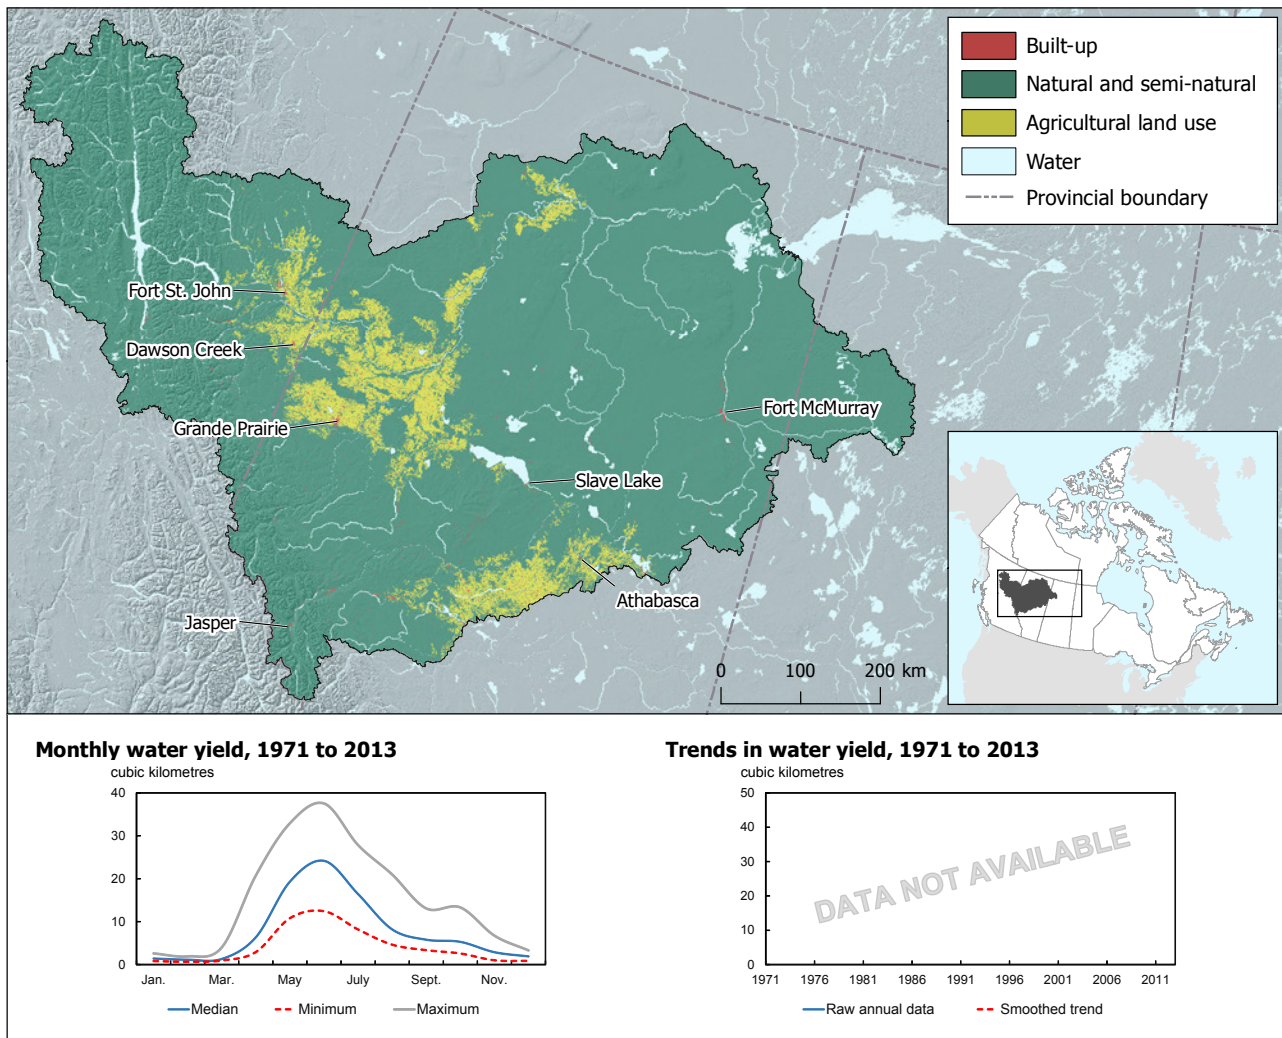 Built-up
Natural and semi-natural
Agricultural land use
Water
Provincial boundary
Fort St. John
Dawson Creek
Grande Prairie
Fort McMurray
Slave Lake
Athabasca
Jasper
0 100 200 km
Monthly water yield, 1971 to 2013
cubic kilometres
40
30
20
10
0
Jan. Mar. May July Sept. Nov.
Median Minimum Maximum
Trends in water yield, 1971 to 2013
cubic kilometres
50
40
30
20
10
0
DATA NOT AVAILABLE
1971 1976 1981 1986 1991 1996 2001 2006 2011
Raw annual data Smoothed trend